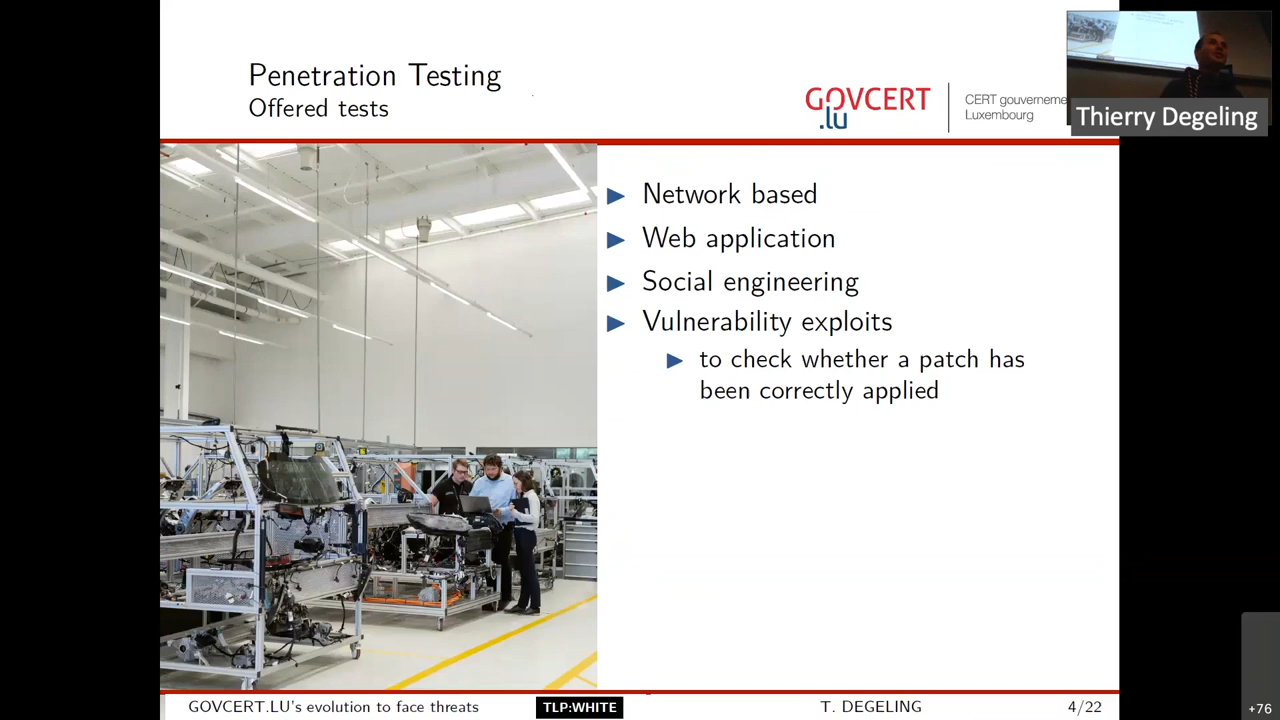 Penetration Testing
Offered tests
GOVCERT
.lu
CERT gouverneme
Luxembourg
Thierry Degeling
Network based
Web application
Social engineering
Vulnerability exploits
to check whether a patch has
been correctly applied
GOVCERT.LU's evolution to face threats
TLP:WHITE
T. DEGELING
4/22
+76